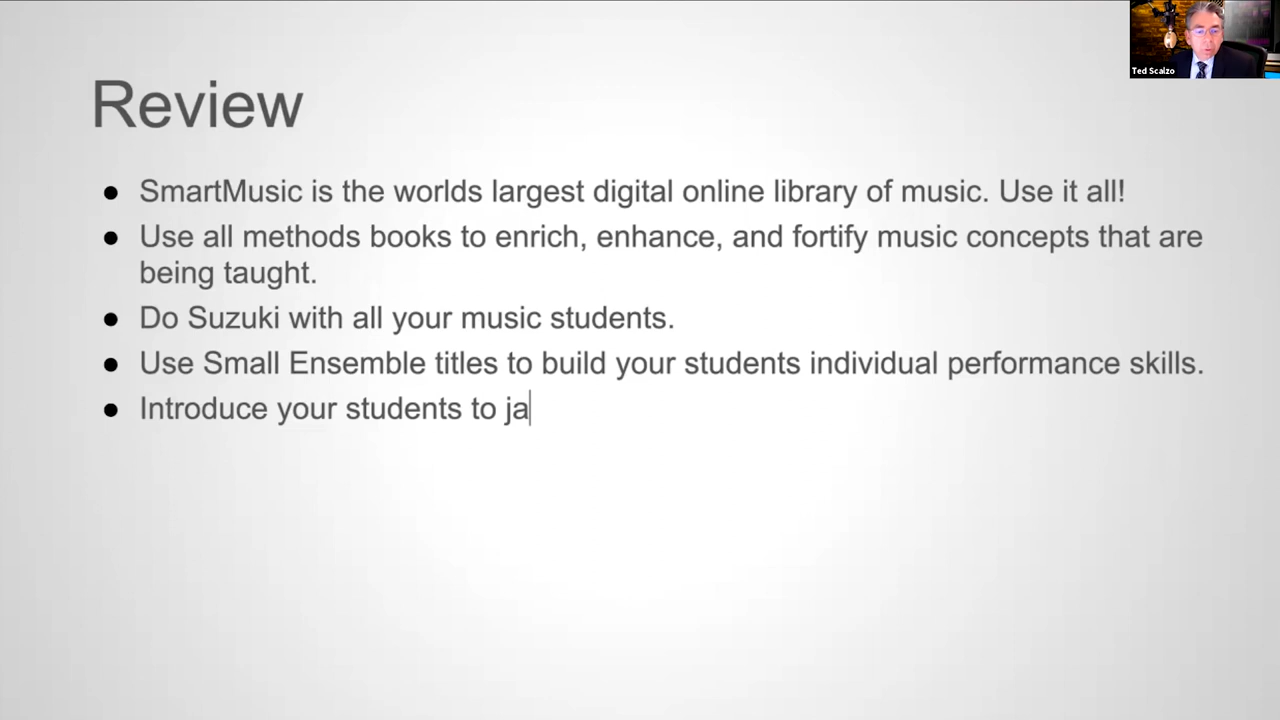 Ted Scalzo
Review
● SmartMusic is the worlds largest digital online library of music. Use it all!
● Use all methods books to enrich, enhance, and fortify music concepts that are
being taught.
● Do Suzuki with all your music students.
● Use Small Ensemble titles to build your students individual performance skills.
● Introduce your students to ja